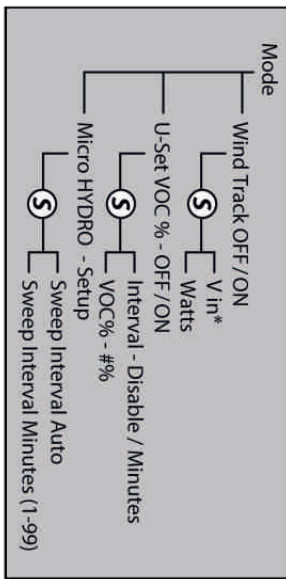 Mode
Wind Track OFF / ON
S
V in*
Watts
U-Set VOC % - OFF / ON
S
Interval - Disable / Minutes
VOC% - #%
Micro HYDRO - Setup
S
Sweep Interval Auto
Sweep Interval Minutes (1-99)